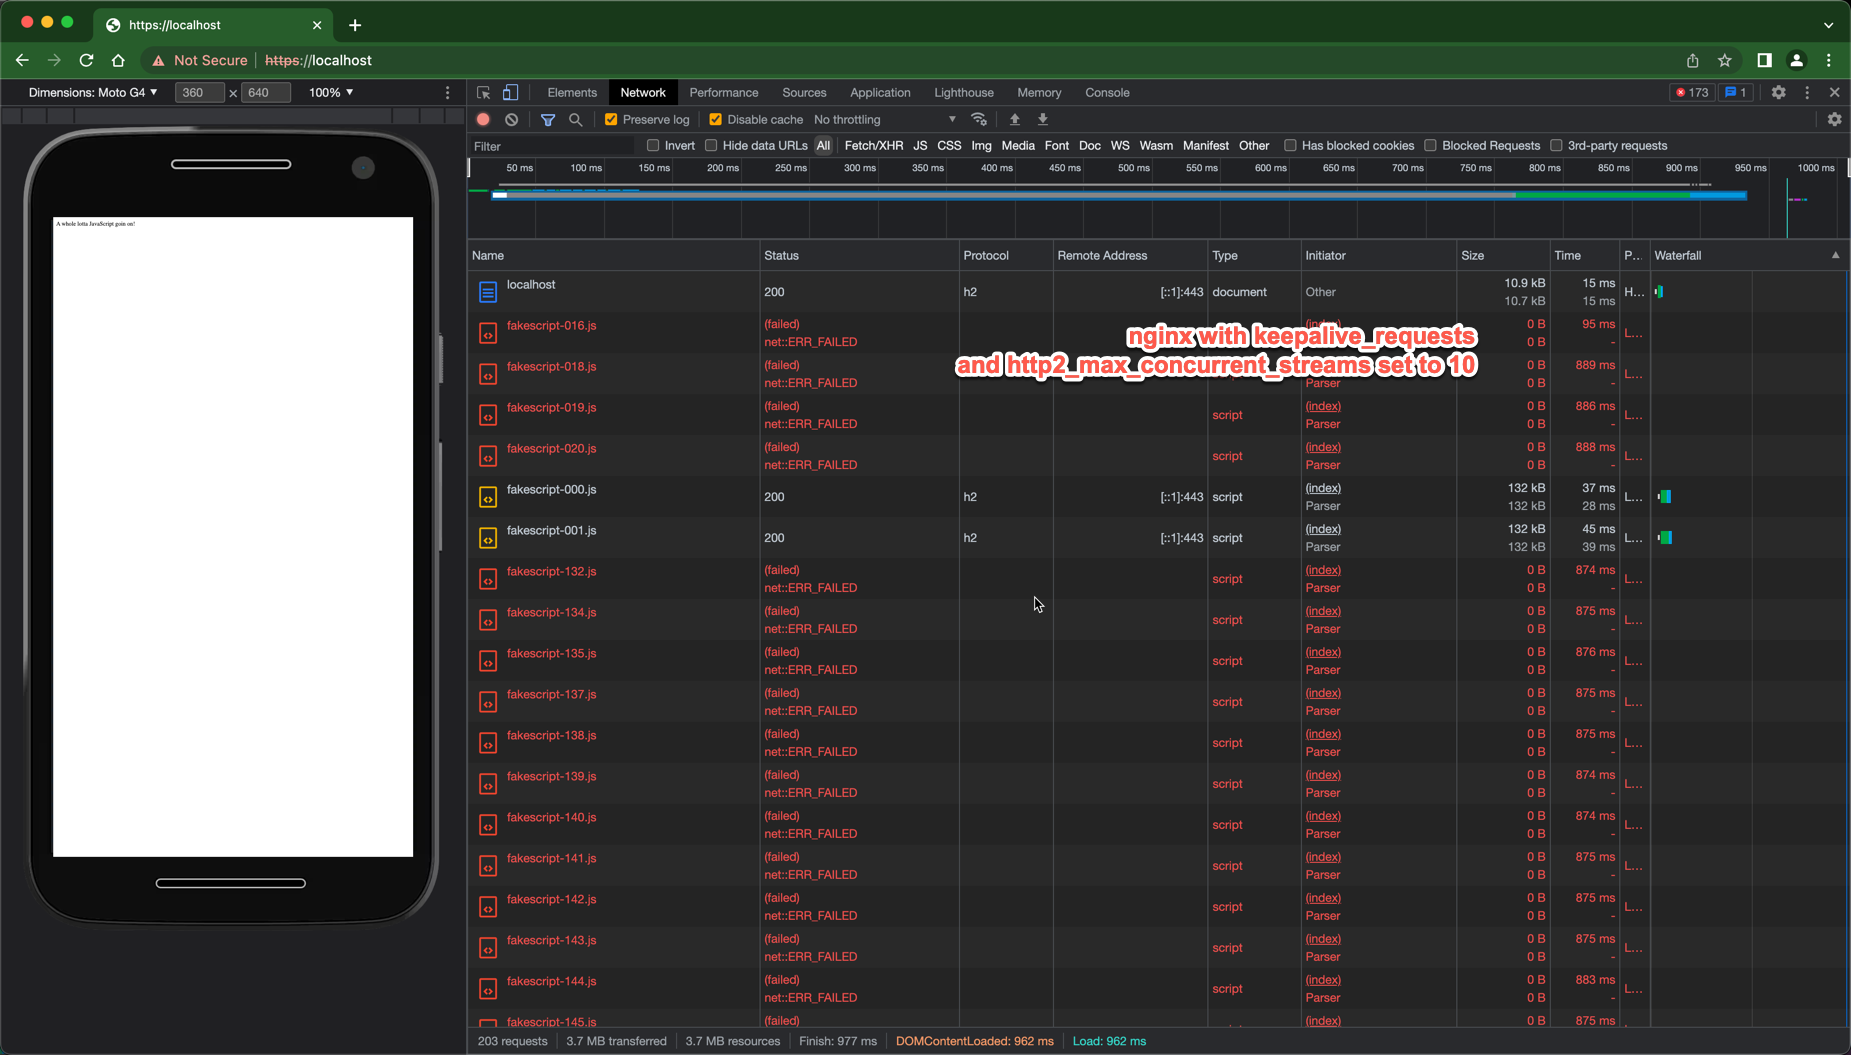 https://localhost
Not Secure
https://localhost
Dimensions: Moto G4 ▼ 360 × 640 100% ▼
Elements Network Performance Sources Application Lighthouse Memory Console 173 1
Preserve log Disable cache No throttling
Filter Invert Hide data URLs All Fetch/XHR JS CSS Img Media Font Doc WS Wasm Manifest Other Has blocked cookies Blocked Requests 3rd-party requests
50 ms 100 ms 150 ms 200 ms 250 ms 300 ms 350 ms 400 ms 450 ms 500 ms 550 ms 600 ms 650 ms 700 ms 750 ms 800 ms 850 ms 900 ms 950 ms 1000 ms
A whole lotta JavaScript goin on!
Name Status Protocol Remote Address Type Initiator Size Time P... Waterfall
localhost 200 h2 [::1]:443 document Other 10.9 kB 15 ms H...
10.7 kB 15 ms
fakescript-016.js (failed) (index) 0 B 95 ms L...
net::ERR_FAILED 0 B -
nginx with keepalive_requests
and http2_max_concurrent_streams set to 10
fakescript-018.js (failed) 0 B 889 ms L...
net::ERR_FAILED Parser 0 B -
fakescript-019.js (failed) script (index) 0 B 886 ms L...
net::ERR_FAILED Parser 0 B -
fakescript-020.js (failed) script (index) 0 B 888 ms L...
net::ERR_FAILED Parser 0 B -
fakescript-000.js 200 h2 [::1]:443 script (index) 132 kB 37 ms L...
Parser 132 kB 28 ms
fakescript-001.js 200 h2 [::1]:443 script (index) 132 kB 45 ms L...
Parser 132 kB 39 ms
fakescript-132.js (failed) script (index) 0 B 874 ms L...
net::ERR_FAILED Parser 0 B -
fakescript-134.js (failed) script (index) 0 B 875 ms L...
net::ERR_FAILED Parser 0 B -
fakescript-135.js (failed) script (index) 0 B 876 ms L...
net::ERR_FAILED Parser 0 B -
fakescript-137.js (failed) script (index) 0 B 875 ms L...
net::ERR_FAILED Parser 0 B -
fakescript-138.js (failed) script (index) 0 B 875 ms L...
net::ERR_FAILED Parser 0 B -
fakescript-139.js (failed) script (index) 0 B 874 ms L...
net::ERR_FAILED Parser 0 B -
fakescript-140.js (failed) script (index) 0 B 874 ms L...
net::ERR_FAILED Parser 0 B -
fakescript-141.js (failed) script (index) 0 B 875 ms L...
net::ERR_FAILED Parser 0 B -
fakescript-142.js (failed) script (index) 0 B 875 ms L...
net::ERR_FAILED Parser 0 B -
fakescript-143.js (failed) script (index) 0 B 875 ms L...
net::ERR_FAILED Parser 0 B -
fakescript-144.js (failed) script (index) 0 B 883 ms L...
net::ERR_FAILED Parser 0 B -
fakescript-145.js (failed) (index) 0 B 875 ms
203 requests 3.7 MB transferred 3.7 MB resources Finish: 977 ms DOMContentLoaded: 962 ms Load: 962 ms